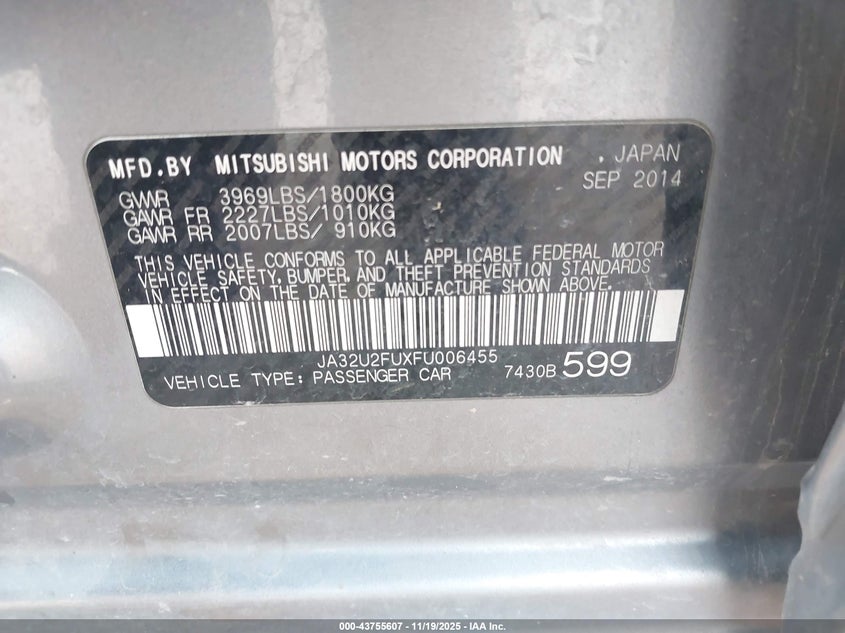 MFD.BY MITSUBISHI MOTORS CORPORATION . JAPAN
SEP 2014
GVWR 3969LBS/1800KG
GAWR FR 2227LBS/1010KG
GAWR RR 2007LBS/ 910KG
THIS VEHICLE CONFORMS TO ALL APPLICABLE FEDERAL MOTOR
VEHICLE SAFETY, BUMPER, AND THEFT PREVENTION STANDARDS
IN EFFECT ON THE DATE OF MANUFACTURE SHOWN ABOVE.
JA32U2FUXFU006455
VEHICLE TYPE: PASSENGER CAR 7430B 599
000-43755607 - 11/19/2025 - IAA Inc.